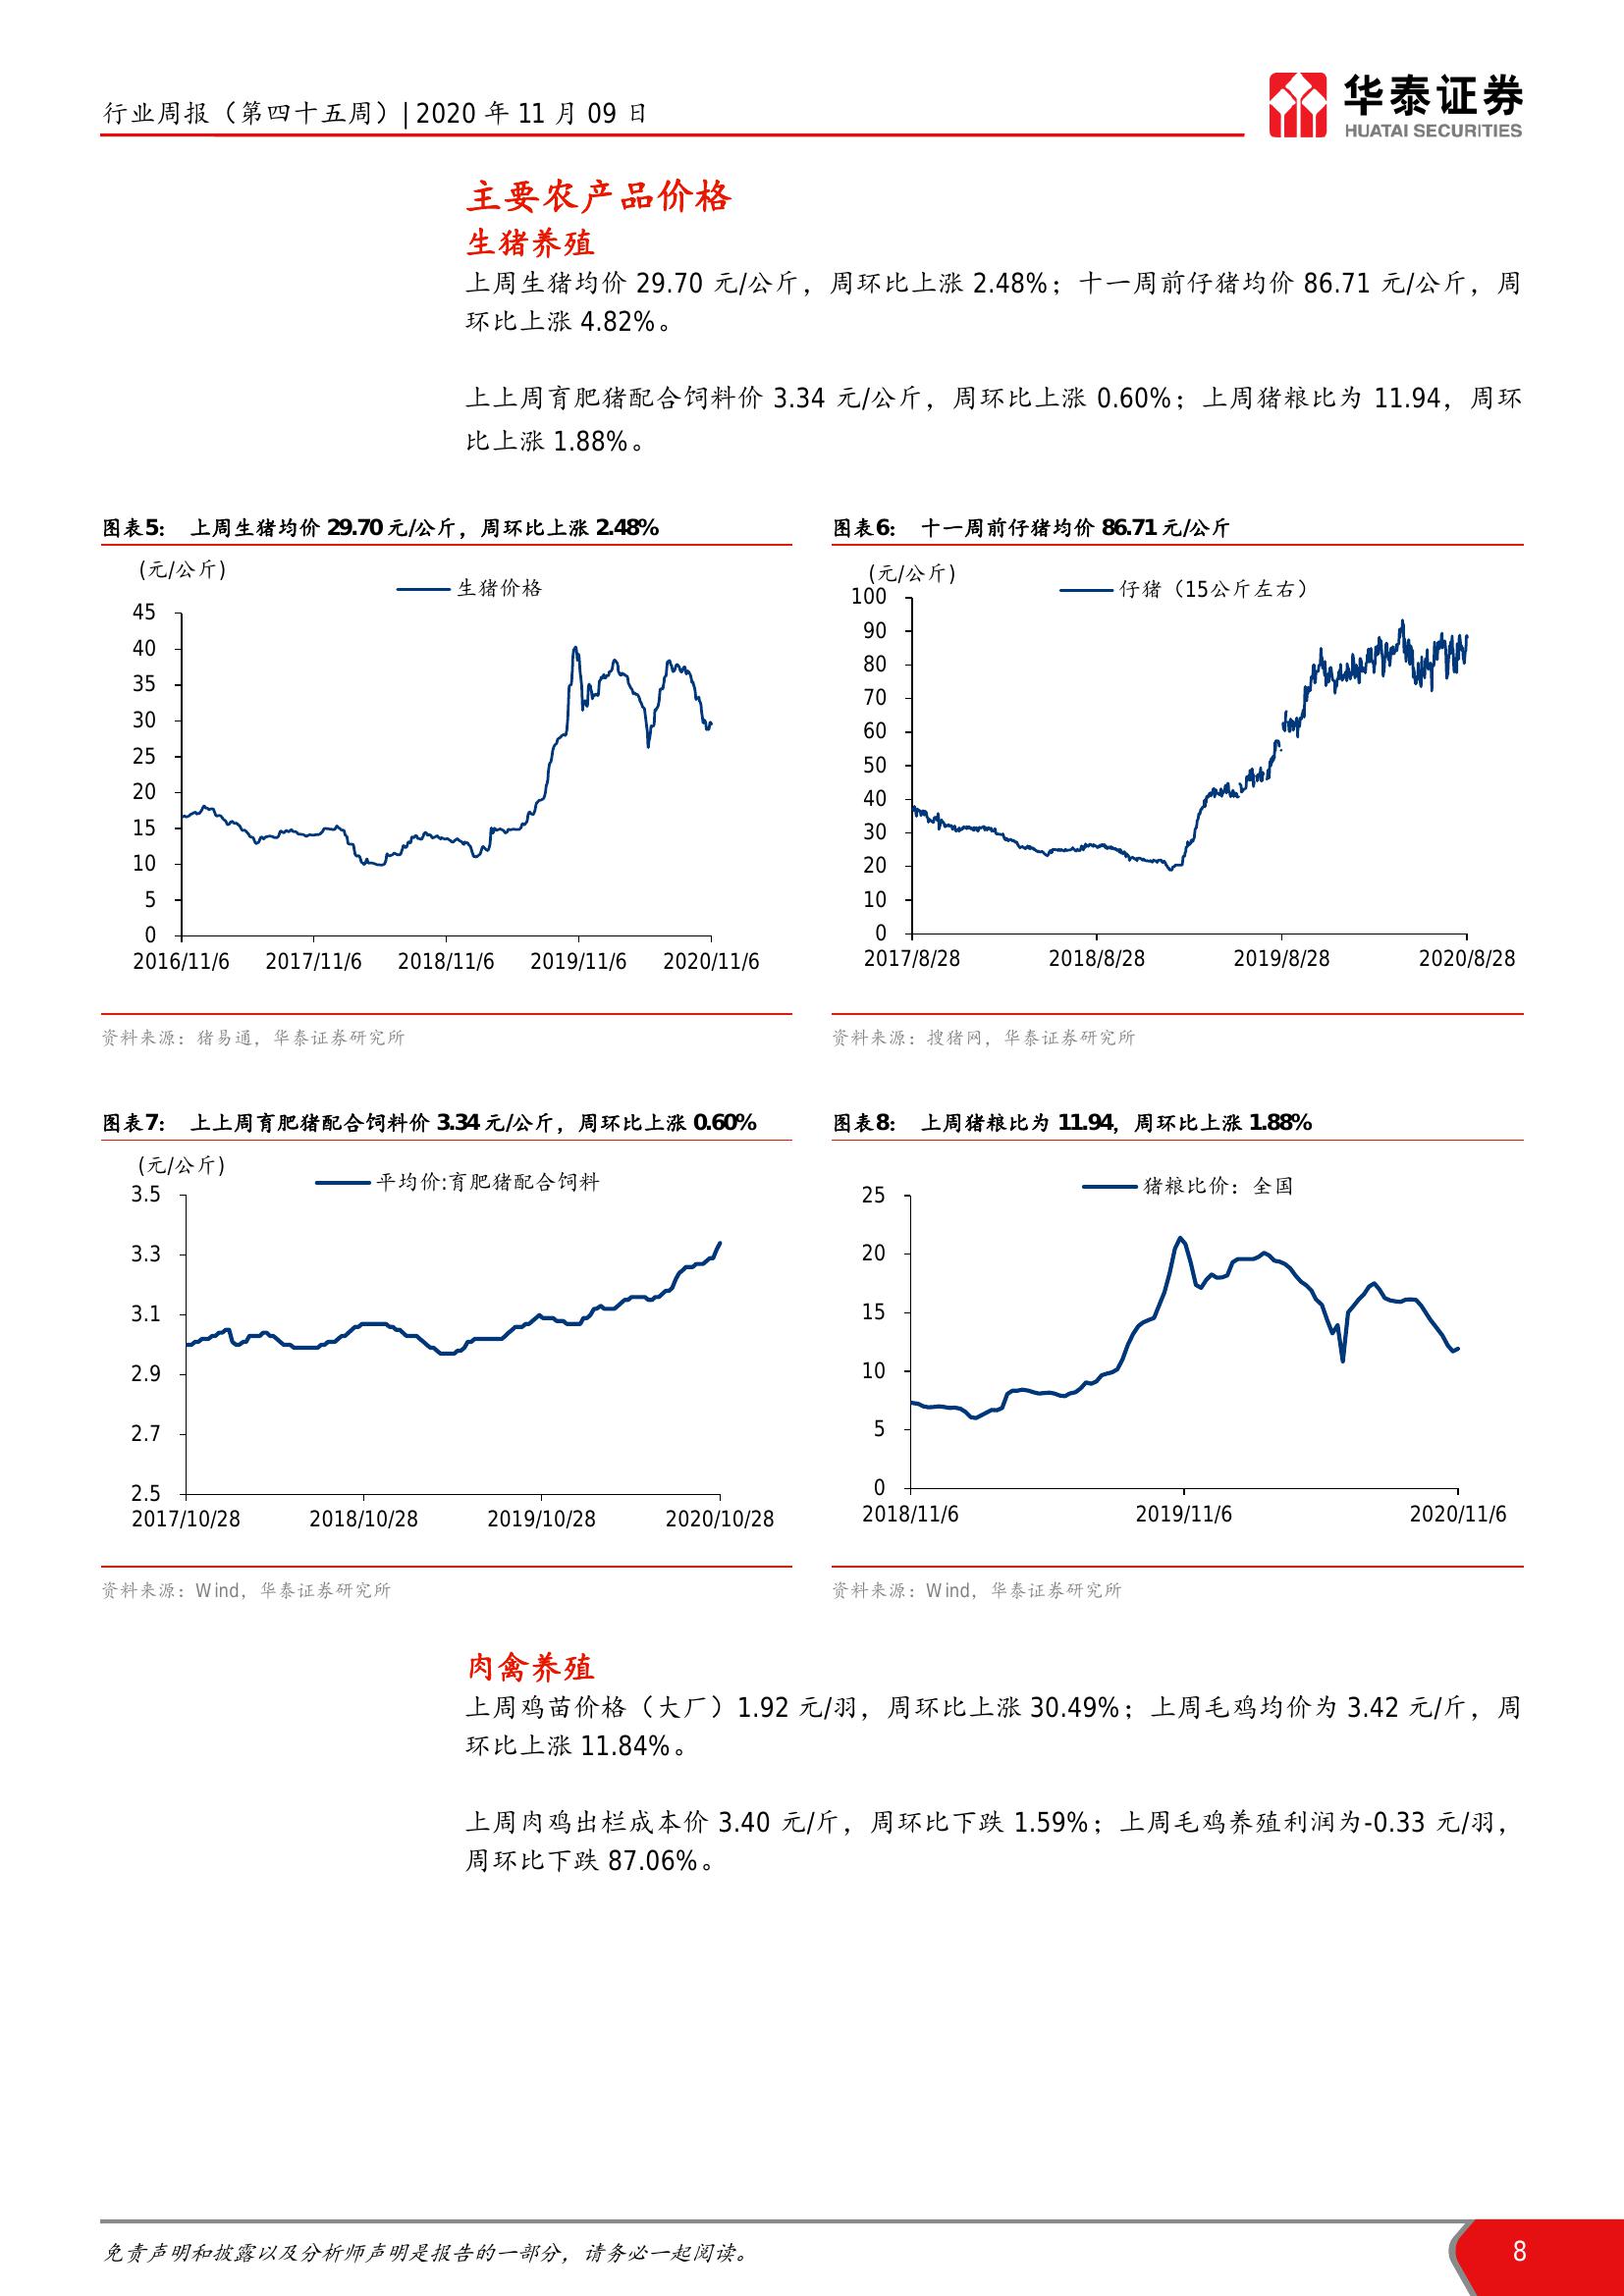 行业周报（第四十五周）| 2020 年 11 月 09 日
华泰证券
HUATAI SECURITIES
主要农产品价格
生猪养殖
上周生猪均价 29.70 元/公斤，周环比上涨 2.48%；十一周前仔猪均价 86.71 元/公斤，周
环比上涨 4.82%。
上上周育肥猪配合饲料价 3.34 元/公斤，周环比上涨 0.60%；上周猪粮比为 11.94，周环
比上涨 1.88%。
图表5： 上周生猪均价 29.70 元/公斤，周环比上涨 2.48%
(元/公斤)
生猪价格
45
40
35
30
25
20
15
10
5
0
2016/11/6 2017/11/6 2018/11/6 2019/11/6 2020/11/6
资料来源：猪易通，华泰证券研究所
图表6： 十一周前仔猪均价 86.71 元/公斤
(元/公斤)
仔猪（15公斤左右）
100
90
80
70
60
50
40
30
20
10
0
2017/8/28 2018/8/28 2019/8/28 2020/8/28
资料来源：搜猪网，华泰证券研究所
图表7： 上上周育肥猪配合饲料价 3.34 元/公斤，周环比上涨 0.60%
(元/公斤)
平均价:育肥猪配合饲料
3.5
3.3
3.1
2.9
2.7
2.5
2017/10/28 2018/10/28 2019/10/28 2020/10/28
资料来源：Wind，华泰证券研究所
图表8： 上周猪粮比为 11.94，周环比上涨 1.88%
猪粮比价：全国
25
20
15
10
5
0
2018/11/6 2019/11/6 2020/11/6
资料来源：Wind，华泰证券研究所
肉禽养殖
上周鸡苗价格（大厂）1.92 元/羽，周环比上涨 30.49%；上周毛鸡均价为 3.42 元/斤，周
环比上涨 11.84%。
上周肉鸡出栏成本价 3.40 元/斤，周环比下跌 1.59%；上周毛鸡养殖利润为-0.33 元/羽，
周环比下跌 87.06%。
免责声明和披露以及分析师声明是报告的一部分，请务必一起阅读。
8